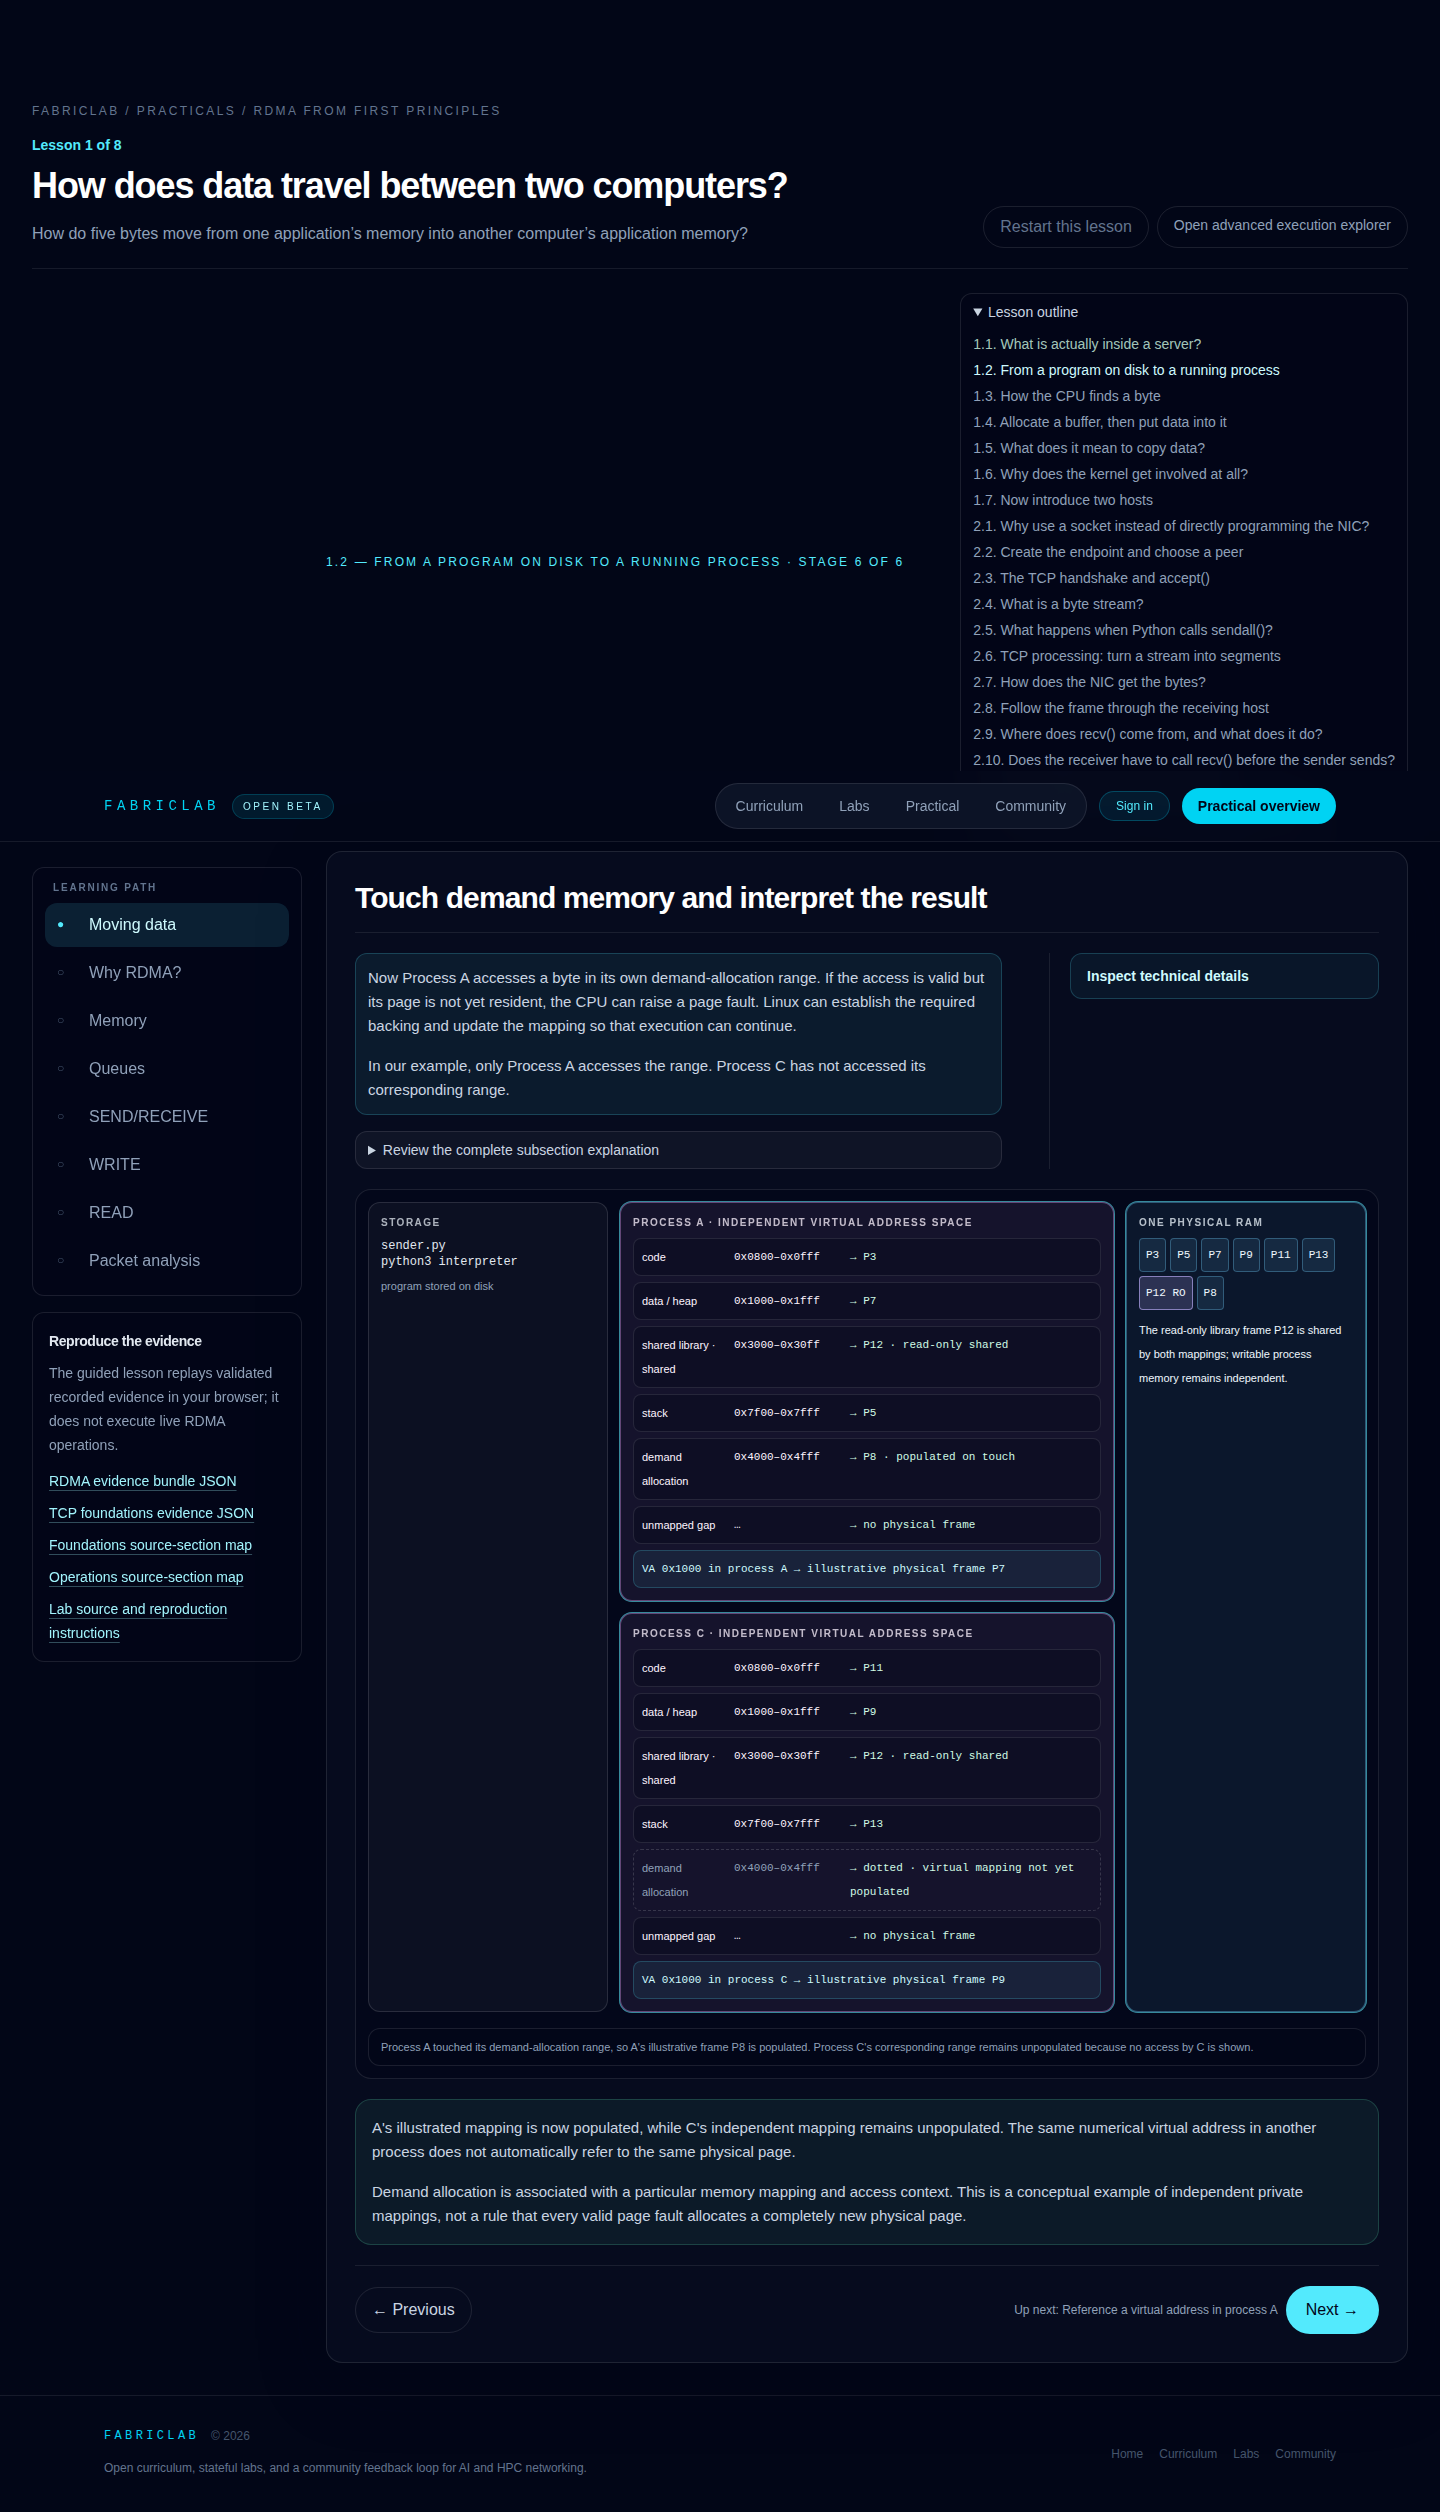 FABRICLAB / PRACTICALS / RDMA FROM FIRST PRINCIPLES
Lesson 1 of 8
How does data travel between two computers?
How do five bytes move from one application’s memory into another computer’s application memory?
Restart this lesson
Open advanced execution explorer
▼ Lesson outline
1.1. What is actually inside a server?
1.2. From a program on disk to a running process
1.3. How the CPU finds a byte
1.4. Allocate a buffer, then put data into it
1.5. What does it mean to copy data?
1.6. Why does the kernel get involved at all?
1.7. Now introduce two hosts
2.1. Why use a socket instead of directly programming the NIC?
2.2. Create the endpoint and choose a peer
2.3. The TCP handshake and accept()
2.4. What is a byte stream?
2.5. What happens when Python calls sendall()?
2.6. TCP processing: turn a stream into segments
2.7. How does the NIC get the bytes?
2.8. Follow the frame through the receiving host
2.9. Where does recv() come from, and what does it do?
2.10. Does the receiver have to call recv() before the sender sends?
1.2 — FROM A PROGRAM ON DISK TO A RUNNING PROCESS · STAGE 6 OF 6
FABRICLAB
OPEN BETA
Curriculum
Labs
Practical
Community
Sign in
Practical overview
LEARNING PATH
Moving data
Why RDMA?
Memory
Queues
SEND/RECEIVE
WRITE
READ
Packet analysis
Reproduce the evidence
The guided lesson replays validated
recorded evidence in your browser; it
does not execute live RDMA
operations.
RDMA evidence bundle JSON
TCP foundations evidence JSON
Foundations source-section map
Operations source-section map
Lab source and reproduction
instructions
Touch demand memory and interpret the result
Now Process A accesses a byte in its own demand-allocation range. If the access is valid but
its page is not yet resident, the CPU can raise a page fault. Linux can establish the required
backing and update the mapping so that execution can continue.
In our example, only Process A accesses the range. Process C has not accessed its
corresponding range.
Inspect technical details
▶ Review the complete subsection explanation
STORAGE
sender.py
python3 interpreter
program stored on disk
PROCESS A · INDEPENDENT VIRTUAL ADDRESS SPACE
code 0x0800–0x0fff → P3
data / heap 0x1000–0x1fff → P7
shared library · 0x3000–0x30ff → P12 · read-only shared
shared
stack 0x7f00–0x7fff → P5
demand 0x4000–0x4fff → P8 · populated on touch
allocation
unmapped gap … → no physical frame
VA 0x1000 in process A → illustrative physical frame P7
PROCESS C · INDEPENDENT VIRTUAL ADDRESS SPACE
code 0x0800–0x0fff → P11
data / heap 0x1000–0x1fff → P9
shared library · 0x3000–0x30ff → P12 · read-only shared
shared
stack 0x7f00–0x7fff → P13
demand 0x4000–0x4fff → dotted · virtual mapping not yet
allocation populated
unmapped gap … → no physical frame
VA 0x1000 in process C → illustrative physical frame P9
ONE PHYSICAL RAM
P3 P5 P7 P9 P11 P13
P12 RO P8
The read-only library frame P12 is shared
by both mappings; writable process
memory remains independent.
Process A touched its demand-allocation range, so A's illustrative frame P8 is populated. Process C's corresponding range remains unpopulated because no access by C is shown.
A's illustrated mapping is now populated, while C's independent mapping remains unpopulated. The same numerical virtual address in another
process does not automatically refer to the same physical page.
Demand allocation is associated with a particular memory mapping and access context. This is a conceptual example of independent private
mappings, not a rule that every valid page fault allocates a completely new physical page.
← Previous
Up next: Reference a virtual address in process A
Next →
FABRICLAB © 2026
Open curriculum, stateful labs, and a community feedback loop for AI and HPC networking.
Home
Curriculum
Labs
Community